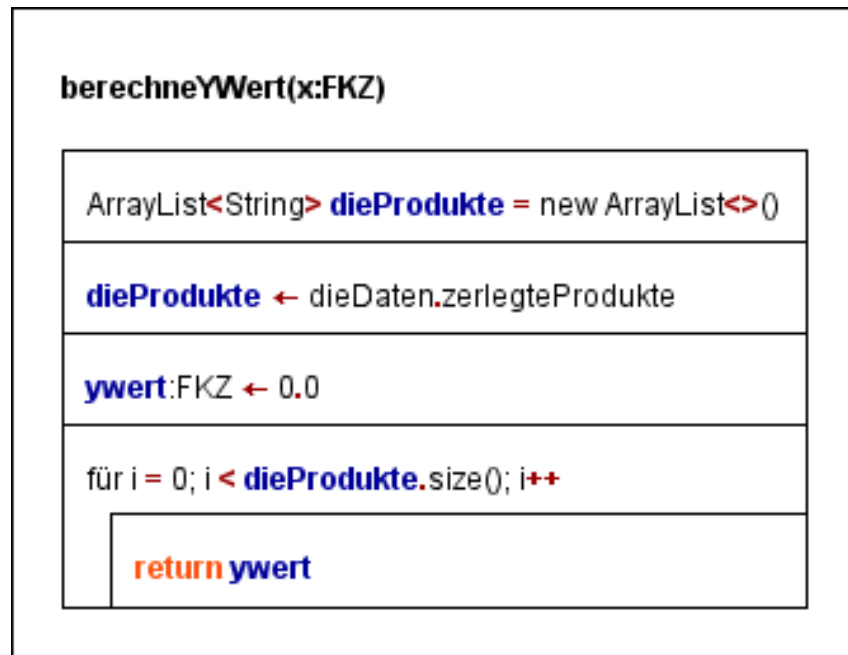 berechneYWert(x:FKZ)
ArrayList<String> dieProdukte = new ArrayList<>()
dieProdukte ← dieDaten.zerlegteProdukte
ywert:FKZ ← 0.0
für i = 0; i < dieProdukte.size(); i++
return ywert